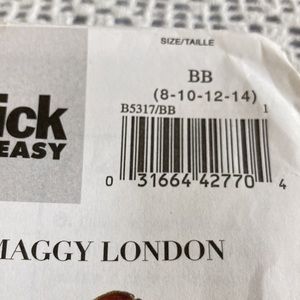 SIZE/TAILLE
BB
(8-10-12-14)
B5317/BB 1
ick
EASY
0 31664 42770 4
MAGGY LONDON